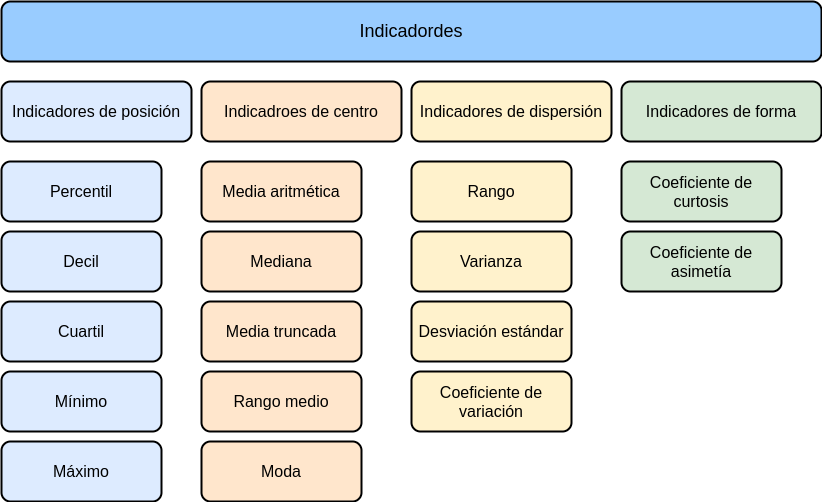 Indicadordes
Indicadores de posición
Indicadroes de centro
Indicadores de dispersión
Indicadores de forma
Percentil
Media aritmética
Rango
Coeficiente de
curtosis
Decil
Mediana
Varianza
Coeficiente de
asimetía
Cuartil
Media truncada
Desviación estándar
Mínimo
Rango medio
Coeficiente de
variación
Máximo
Moda